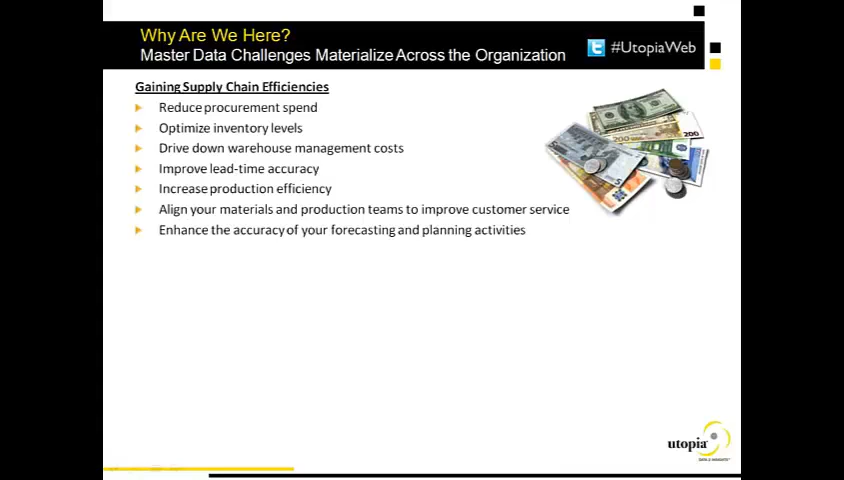 Why Are We Here?
Master Data Challenges Materialize Across the Organization
#UtopiaWeb
Gaining Supply Chain Efficiencies
Reduce procurement spend
Optimize inventory levels
Drive down warehouse management costs
Improve lead-time accuracy
Increase production efficiency
Align your materials and production teams to improve customer service
Enhance the accuracy of your forecasting and planning activities
200
utopia